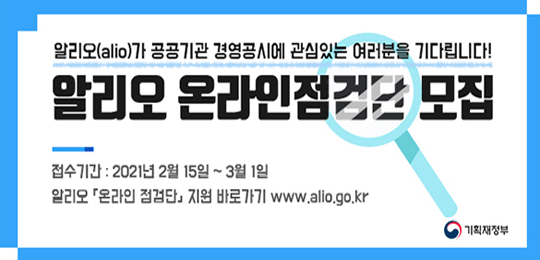 알리오(alio)가 공공기관 경영공시에 관심있는 여러분을 기다립니다!
알리오 온라인점검단 모집
접수기간 : 2021년 2월 15일 ~ 3월 1일
알리오 「온라인 점검단」 지원 바로가기 www.alio.go.kr
기획재정부